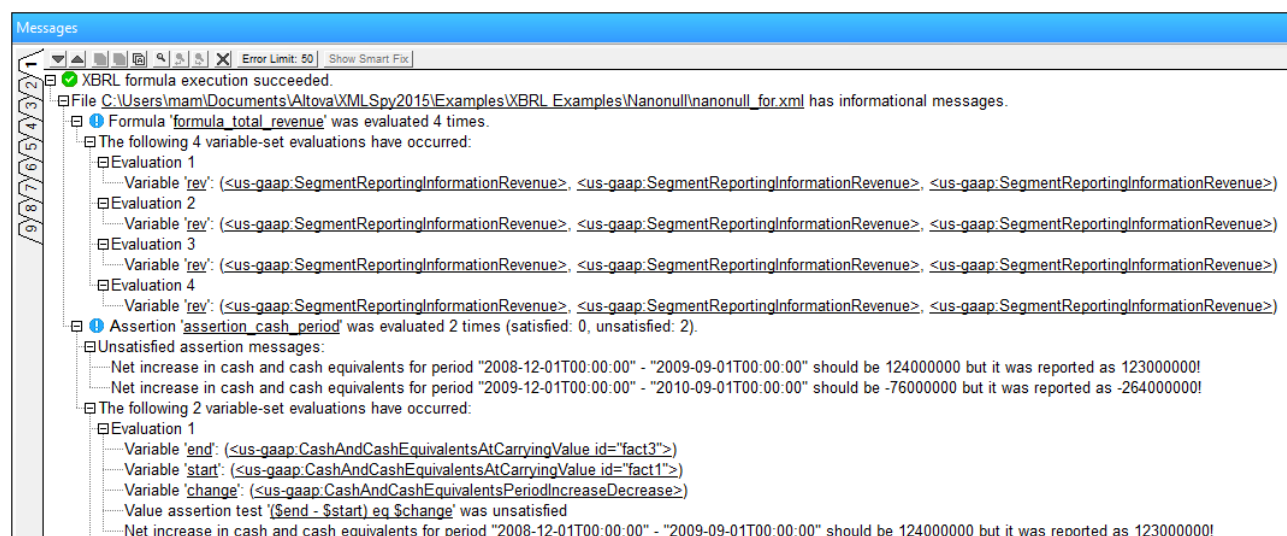 Messages
Error Limit: 50 Show Smart Fix
XBRL formula execution succeeded.
File C:\Users\mam\Documents\Altova\XMLSpy2015\Examples\XBRL Examples\Nanonull\nanonull_for.xml has informational messages.
Formula 'formula_total_revenue' was evaluated 4 times.
The following 4 variable-set evaluations have occurred:
Evaluation 1
Variable 'rev': (<us-gaap:SegmentReportingInformationRevenue>, <us-gaap:SegmentReportingInformationRevenue>, <us-gaap:SegmentReportingInformationRevenue>)
Evaluation 2
Variable 'rev': (<us-gaap:SegmentReportingInformationRevenue>, <us-gaap:SegmentReportingInformationRevenue>, <us-gaap:SegmentReportingInformationRevenue>)
Evaluation 3
Variable 'rev': (<us-gaap:SegmentReportingInformationRevenue>, <us-gaap:SegmentReportingInformationRevenue>, <us-gaap:SegmentReportingInformationRevenue>)
Evaluation 4
Variable 'rev': (<us-gaap:SegmentReportingInformationRevenue>, <us-gaap:SegmentReportingInformationRevenue>, <us-gaap:SegmentReportingInformationRevenue>)
Assertion 'assertion_cash_period' was evaluated 2 times (satisfied: 0, unsatisfied: 2).
Unsatisfied assertion messages:
Net increase in cash and cash equivalents for period "2008-12-01T00:00:00" - "2009-09-01T00:00:00" should be 124000000 but it was reported as 123000000!
Net increase in cash and cash equivalents for period "2009-12-01T00:00:00" - "2010-09-01T00:00:00" should be -76000000 but it was reported as -264000000!
The following 2 variable-set evaluations have occurred:
Evaluation 1
Variable 'end': (<us-gaap:CashAndCashEquivalentsAtCarryingValue id="fact3">)
Variable 'start': (<us-gaap:CashAndCashEquivalentsAtCarryingValue id="fact1">)
Variable 'change': (<us-gaap:CashAndCashEquivalentsPeriodIncreaseDecrease>)
Value assertion test '($end - $start) eq $change' was unsatisfied
Net increase in cash and cash equivalents for period "2008-12-01T00:00:00" - "2009-09-01T00:00:00" should be 124000000 but it was reported as 123000000!
1
2
3
4
5
6
7
8
9